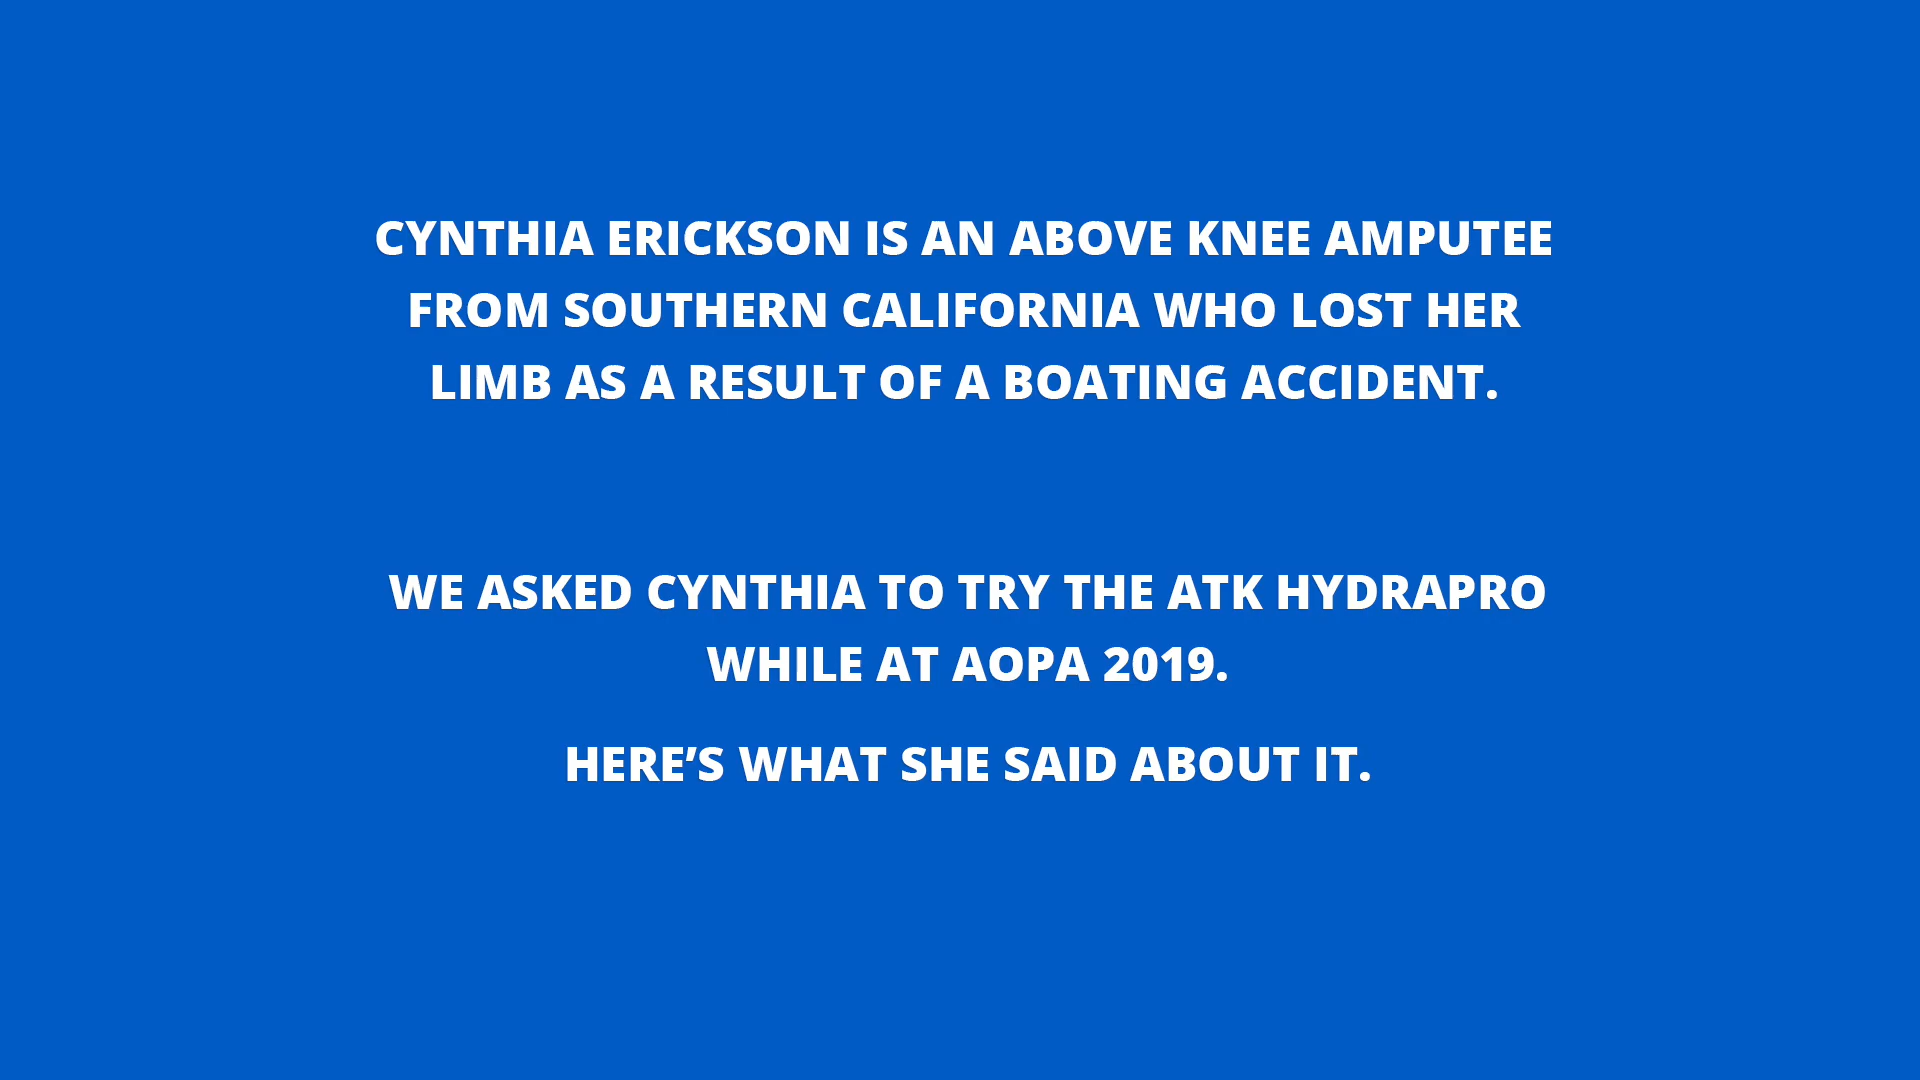 CYNTHIA ERICKSON IS AN ABOVE KNEE AMPUTEE
FROM SOUTHERN CALIFORNIA WHO LOST HER
LIMB AS A RESULT OF A BOATING ACCIDENT.
WE ASKED CYNTHIA TO TRY THE ATK HYDRAPRO
WHILE AT AOPA 2019.
HERE’S WHAT SHE SAID ABOUT IT.